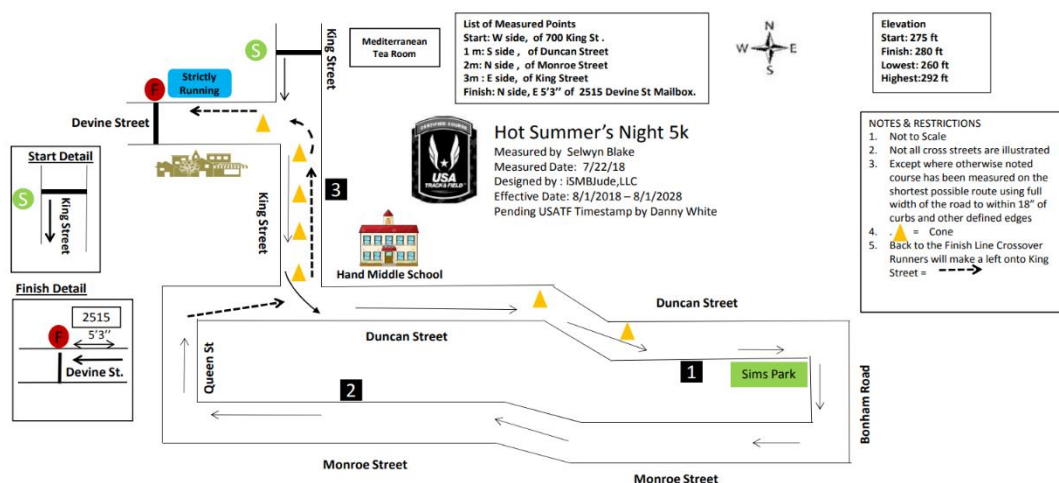 S
King Street
Mediterranean
Tea Room
List of Measured Points
Start: W side, of 700 King St .
1 m: S side , of Duncan Street
2m: N side , of Monroe Street
3m : E side, of King Street
Finish: N side, E 5’3’’ of 2515 Devine St Mailbox.
N
W E
S
Elevation
Start: 275 ft
Finish: 280 ft
Lowest: 260 ft
Highest:292 ft
F
Strictly
Running
Devine Street
Start Detail
S
King Street
King Street
3
CERTIFIED COURSE
USA
TRACK & FIELD
Hot Summer’s Night 5k
Measured by Selwyn Blake
Measured Date: 7/22/18
Designed by : iSMBJude,LLC
Effective Date: 8/1/2018 – 8/1/2028
Pending USATF Timestamp by Danny White
NOTES & RESTRICTIONS
1. Not to Scale
2. Not all cross streets are illustrated
3. Except where otherwise noted
course has been measured on the
shortest possible route using full
width of the road to within 18” of
curbs and other defined edges
4. . = Cone
5. Back to the Finish Line Crossover
Runners will make a left onto King
Street =
Hand Middle School
Finish Detail
2515
F
5’3’’
Devine St.
Duncan Street
Duncan Street
Queen St
1
Sims Park
2
Bonham Road
Monroe Street
Monroe Street